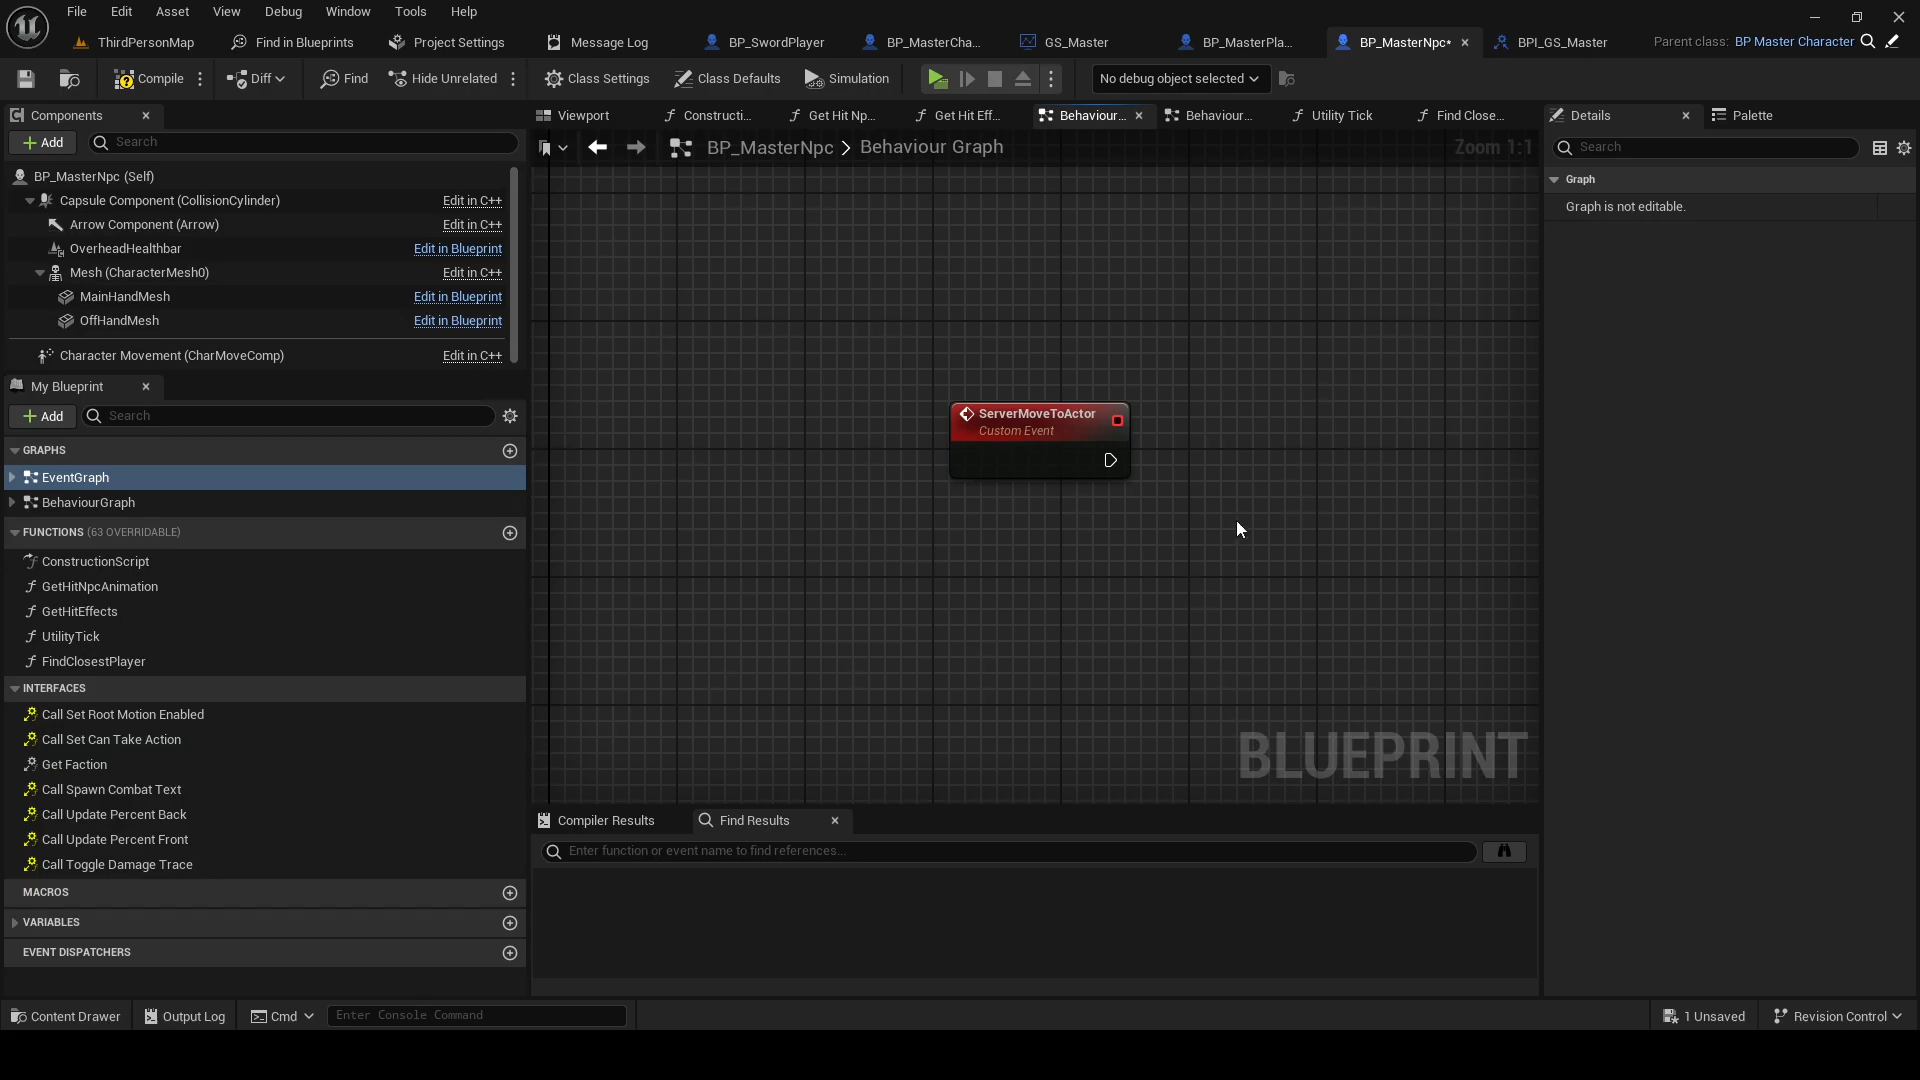 File Edit Asset View Debug Window Tools Help
ThirdPersonMap Find in Blueprints Project Settings Message Log BP_SwordPlayer BP_MasterCha... GS_Master BP_MasterPla... BP_MasterNpc* BPI_GS_Master Parent class: BP Master Character
Compile Diff Find Hide Unrelated Class Settings Class Defaults Simulation No debug object selected
Components
Add Search
BP_MasterNpc (Self)
Capsule Component (CollisionCylinder) Edit in C++
Arrow Component (Arrow) Edit in C++
OverheadHealthbar Edit in Blueprint
Mesh (CharacterMesh0) Edit in C++
MainHandMesh Edit in Blueprint
OffHandMesh Edit in Blueprint
Character Movement (CharMoveComp) Edit in C++
My Blueprint
Add Search
GRAPHS
EventGraph
BehaviourGraph
FUNCTIONS (63 OVERRIDABLE)
ConstructionScript
GetHitNpcAnimation
GetHitEffects
UtilityTick
FindClosestPlayer
INTERFACES
Call Set Root Motion Enabled
Call Set Can Take Action
Get Faction
Call Spawn Combat Text
Call Update Percent Back
Call Update Percent Front
Call Toggle Damage Trace
MACROS
VARIABLES
EVENT DISPATCHERS
Viewport Constructi... Get Hit Np... Get Hit Eff... Behaviour... Behaviour... Utility Tick Find Close...
BP_MasterNpc > Behaviour Graph Zoom 1:1
ServerMoveToActor
Custom Event
BLUEPRINT
Compiler Results Find Results
Enter function or event name to find references...
Details Palette
Search
Graph
Graph is not editable.
Content Drawer Output Log Cmd Enter Console Command 1 Unsaved Revision Control